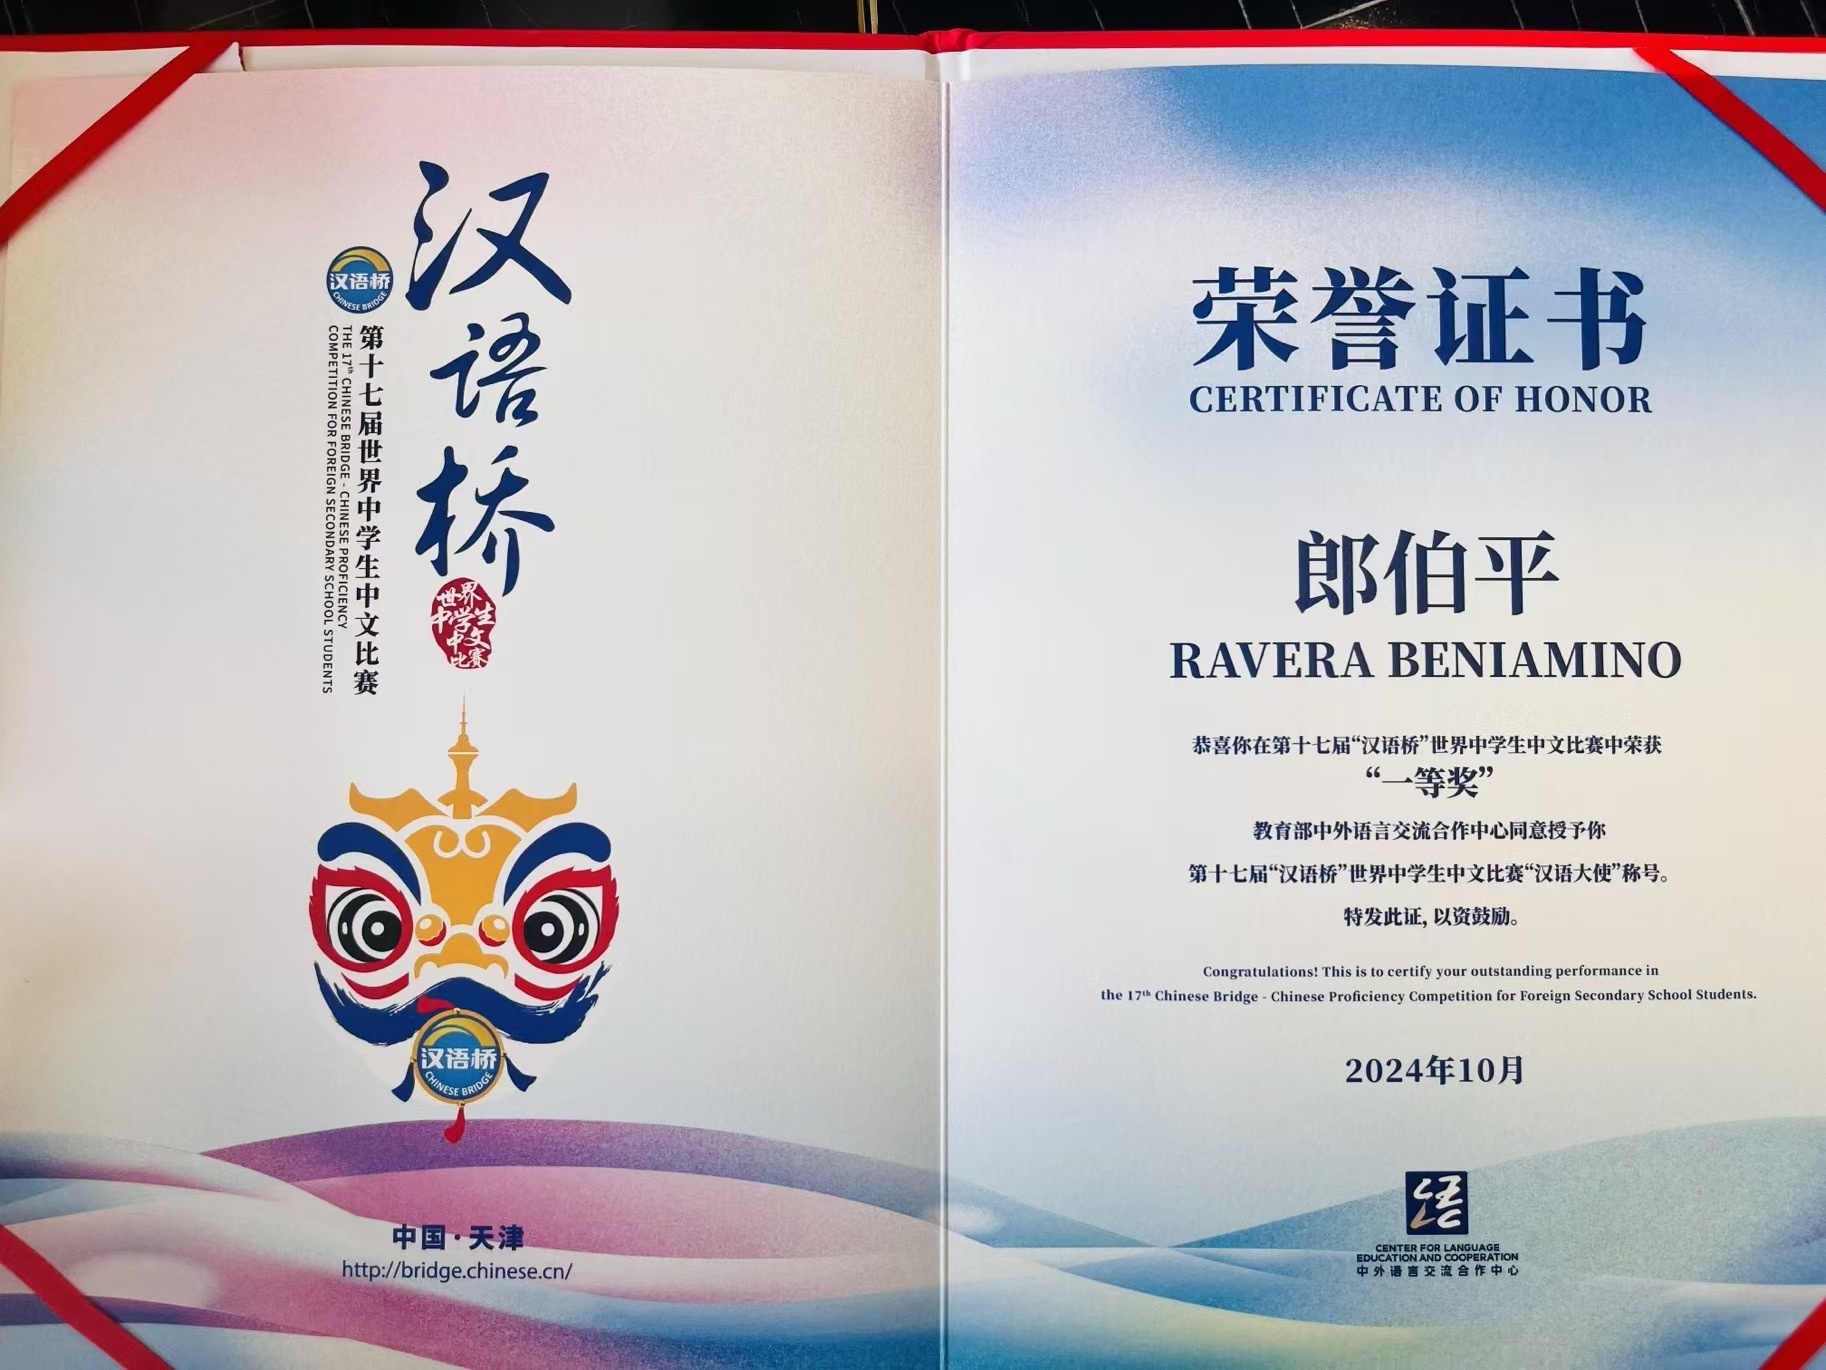 汉语桥
汉语桥
CHINESE BRIDGE
第十七届世界中学生中文比赛
THE 17th CHINESE BRIDGE - CHINESE PROFICIENCY
COMPETITION FOR FOREIGN SECONDARY SCHOOL STUDENTS
世界
中学生
中文
比赛
汉语桥
CHINESE BRIDGE
中国·天津
http://bridge.chinese.cn/
荣誉证书
CERTIFICATE OF HONOR
郎伯平
RAVERA BENIAMINO
恭喜你在第十七届“汉语桥”世界中学生中文比赛中荣获
“一等奖”
教育部中外语言交流合作中心同意授予你
第十七届“汉语桥”世界中学生中文比赛“汉语大使”称号。
特发此证, 以资鼓励。
Congratulations! This is to certify your outstanding performance in
the 17th Chinese Bridge - Chinese Proficiency Competition for Foreign Secondary School Students.
2024年10月
语
CENTER FOR LANGUAGE
EDUCATION AND COOPERATION
中外语言交流合作中心